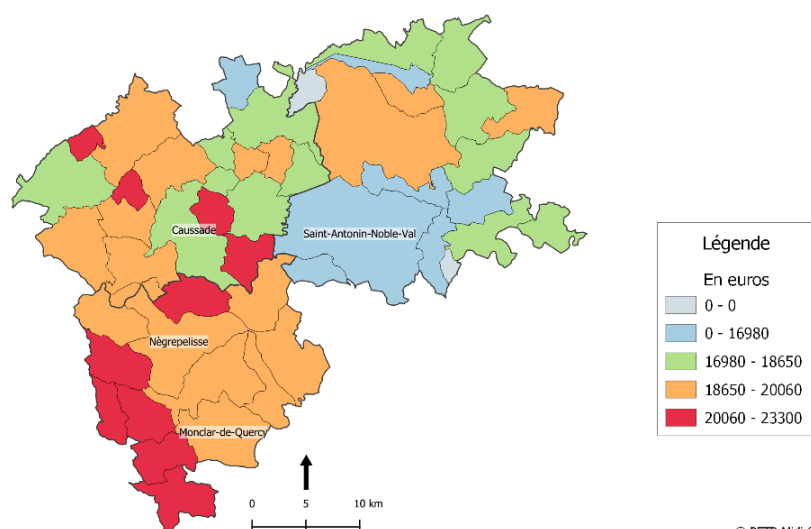 Caussade
Saint-Antonin-Noble-Val
Nègrepelisse
Monclar-de-Quercy
0 5 10 km
Légende
En euros
0 - 0
0 - 16980
16980 - 18650
18650 - 20060
20060 - 23300